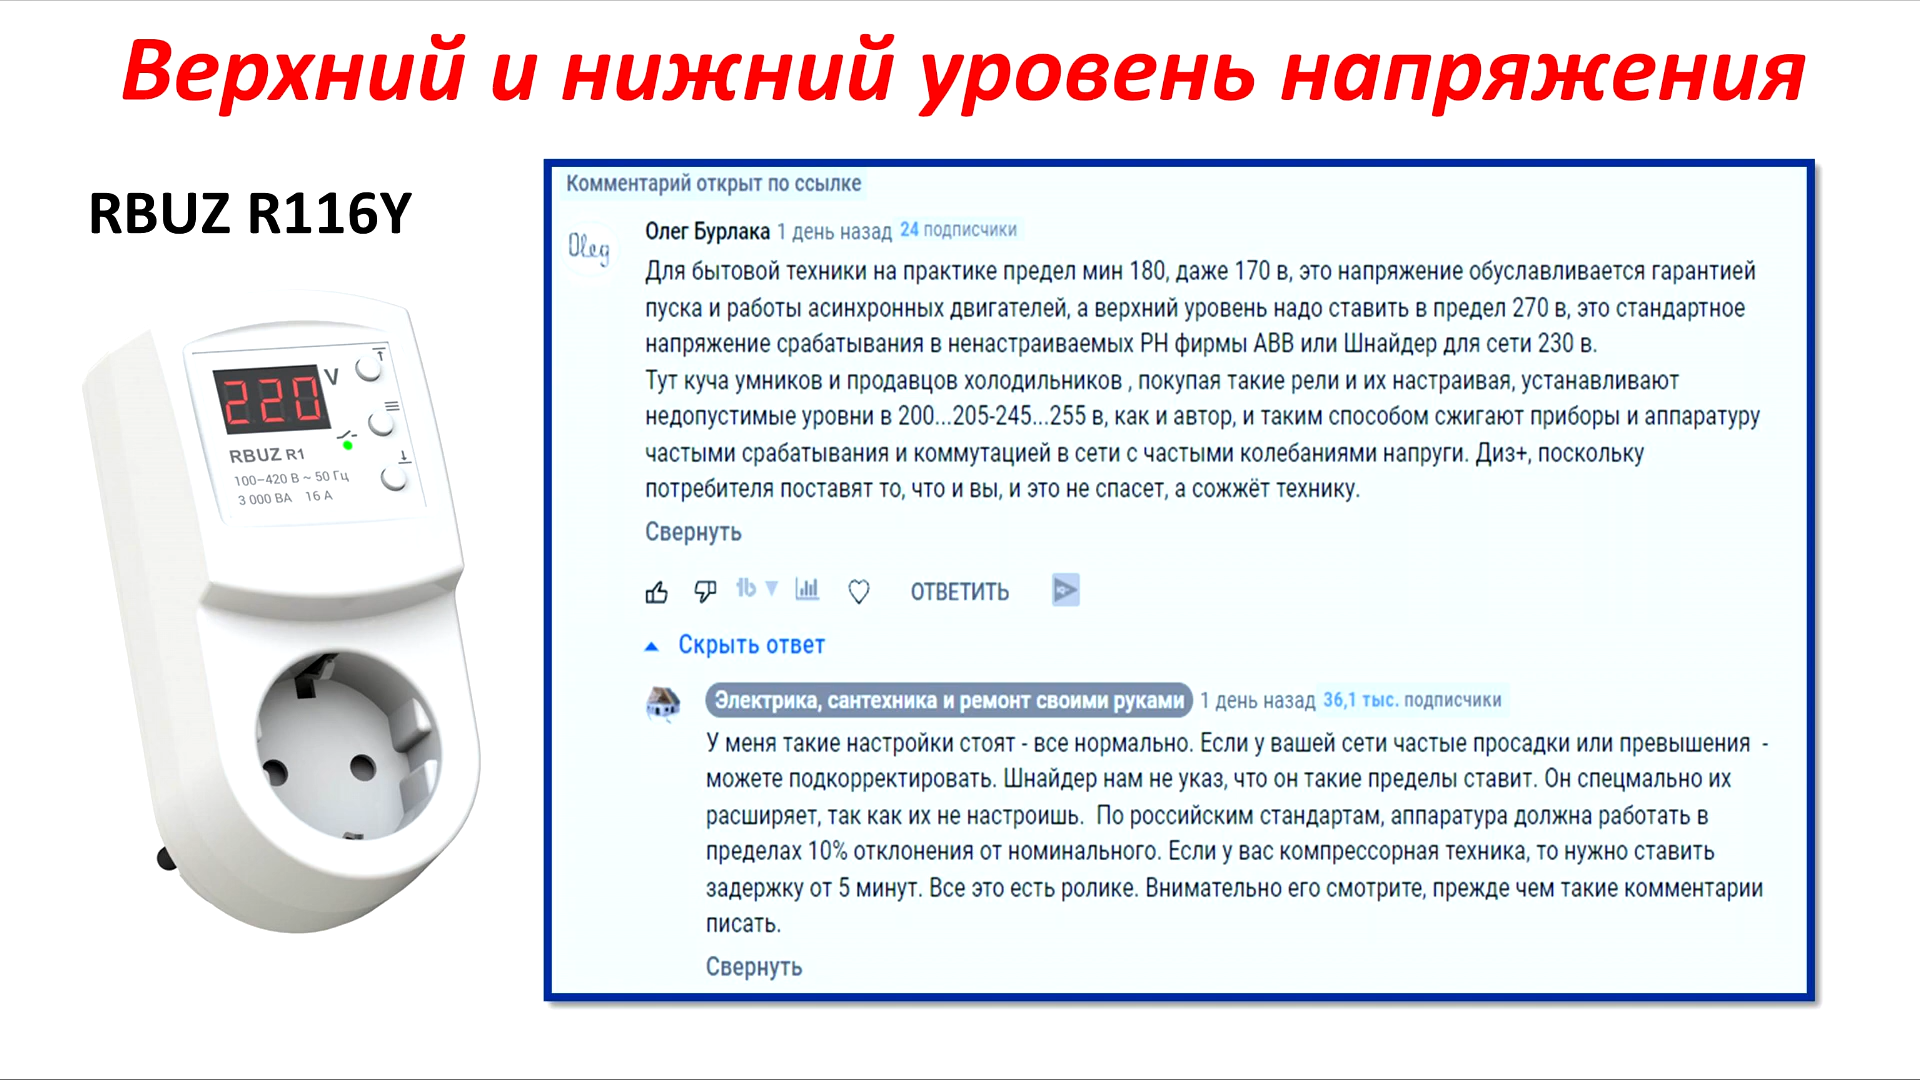 Верхний и нижний уровень напряжения
RBUZ R116Y
220 V
RBUZ R1
100–420 В ~ 50 Гц
3 000 ВА 16 А
Комментарий открыт по ссылке
Oleg
Олег Бурлака 1 день назад 24 подписчики
Для бытовой техники на практике предел мин 180, даже 170 в, это напряжение обуславливается гарантией
пуска и работы асинхронных двигателей, а верхний уровень надо ставить в предел 270 в, это стандартное
напряжение срабатывания в ненастраиваемых РН фирмы АВВ или Шнайдер для сети 230 в.
Тут куча умников и продавцов холодильников , покупая такие рели и их настраивая, устанавливают
недопустимые уровни в 200...205-245...255 в, как и автор, и таким способом сжигают приборы и аппаратуру
частыми срабатывания и коммутацией в сети с частыми колебаниями напруги. Диз+, поскольку
потребителя поставят то, что и вы, и это не спасет, а сожжёт технику.
Свернуть
ОТВЕТИТЬ
Скрыть ответ
Электрика, сантехника и ремонт своими руками 1 день назад 36,1 тыс. подписчики
У меня такие настройки стоят - все нормально. Если у вашей сети частые просадки или превышения -
можете подкорректировать. Шнайдер нам не указ, что он такие пределы ставит. Он спецмально их
расширяет, так как их не настроишь. По российским стандартам, аппаратура должна работать в
пределах 10% отклонения от номинального. Если у вас компрессорная техника, то нужно ставить
задержку от 5 минут. Все это есть ролике. Внимательно его смотрите, прежде чем такие комментарии
писать.
Свернуть